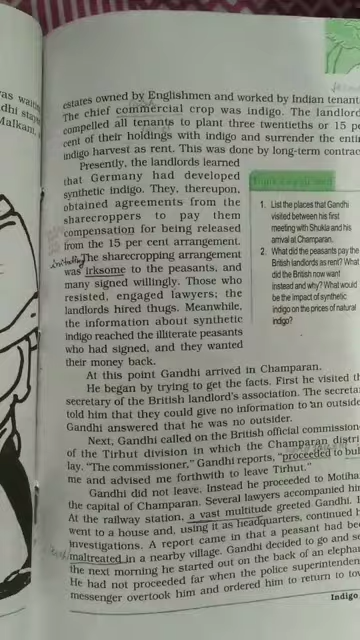 estates owned by Englishmen and worked by Indian tenant
The chief commercial crop was indigo. The landlord
compelled all tenants to plant three twentieths or 15 pe
cent of their holdings with indigo and surrender the entir
indigo harvest as rent. This was done by long-term contrac
Presently, the landlords learned
that Germany had developed
synthetic indigo. They, thereupon,
obtained agreements from the
sharecroppers to pay them
compensation for being released
from the 15 per cent arrangement.
The sharecropping arrangement
was irksome to the peasants, and
many signed willingly. Those who
resisted, engaged lawyers; the
landlords hired thugs. Meanwhile,
the information about synthetic
indigo reached the illiterate peasants
who had signed, and they wanted
their money back.
1. List the places that Gandhi
visited between his first
meeting with Shukla and his
arrival at Champaran.
2. What did the peasants pay the
British landlords as rent? What
did the British now want
instead and why? What would
be the impact of synthetic
indigo on the prices of natural
indigo?
At this point Gandhi arrived in Champaran.
He began by trying to get the facts. First he visited th
secretary of the British landlord's association. The secreta
told him that they could give no information to an outside
Gandhi answered that he was no outsider.
Next, Gandhi called on the British official commissione
of the Tirhut division in which the Champaran distri
lay. "The commissioner," Gandhi reports, "proceeded to bul
me and advised me forthwith to leave Tirhut."
Gandhi did not leave. Instead he proceeded to Motihar
the capital of Champaran. Several lawyers accompanied him
At the railway station, a vast multitude greeted Gandhi. H
went to a house and, using it as headquarters, continued h
investigations. A report came in that a peasant had bee
maltreated in a nearby village. Gandhi decided to go and se
the next morning he started out on the back of an elephan
He had not proceeded far when the police superintenden
messenger overtook him and ordered him to return to tow
Indigo
was waitin
dhi stay
Malkani,